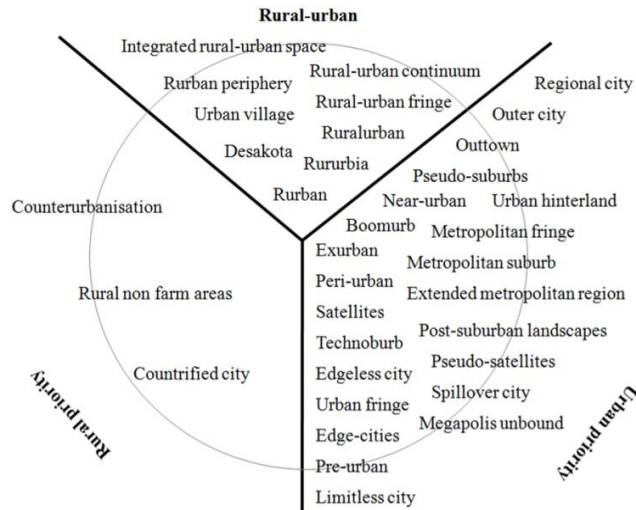 Rural-urban
Integrated rural-urban space
Rurban periphery
Rural-urban continuum
Urban village
Rural-urban fringe
Desakota
Ruralurban
Rururbia
Rurban
Regional city
Outer city
Outtown
Pseudo-suburbs
Near-urban
Urban hinterland
Boomurb
Metropolitan fringe
Exurban
Metropolitan suburb
Peri-urban
Extended metropolitan region
Satellites
Post-suburban landscapes
Technoburb
Pseudo-satellites
Edgeless city
Spillover city
Urban fringe
Megapolis unbound
Edge-cities
Pre-urban
Limitless city
Urban priority
Counterurbanisation
Rural non farm areas
Countrified city
Rural priority